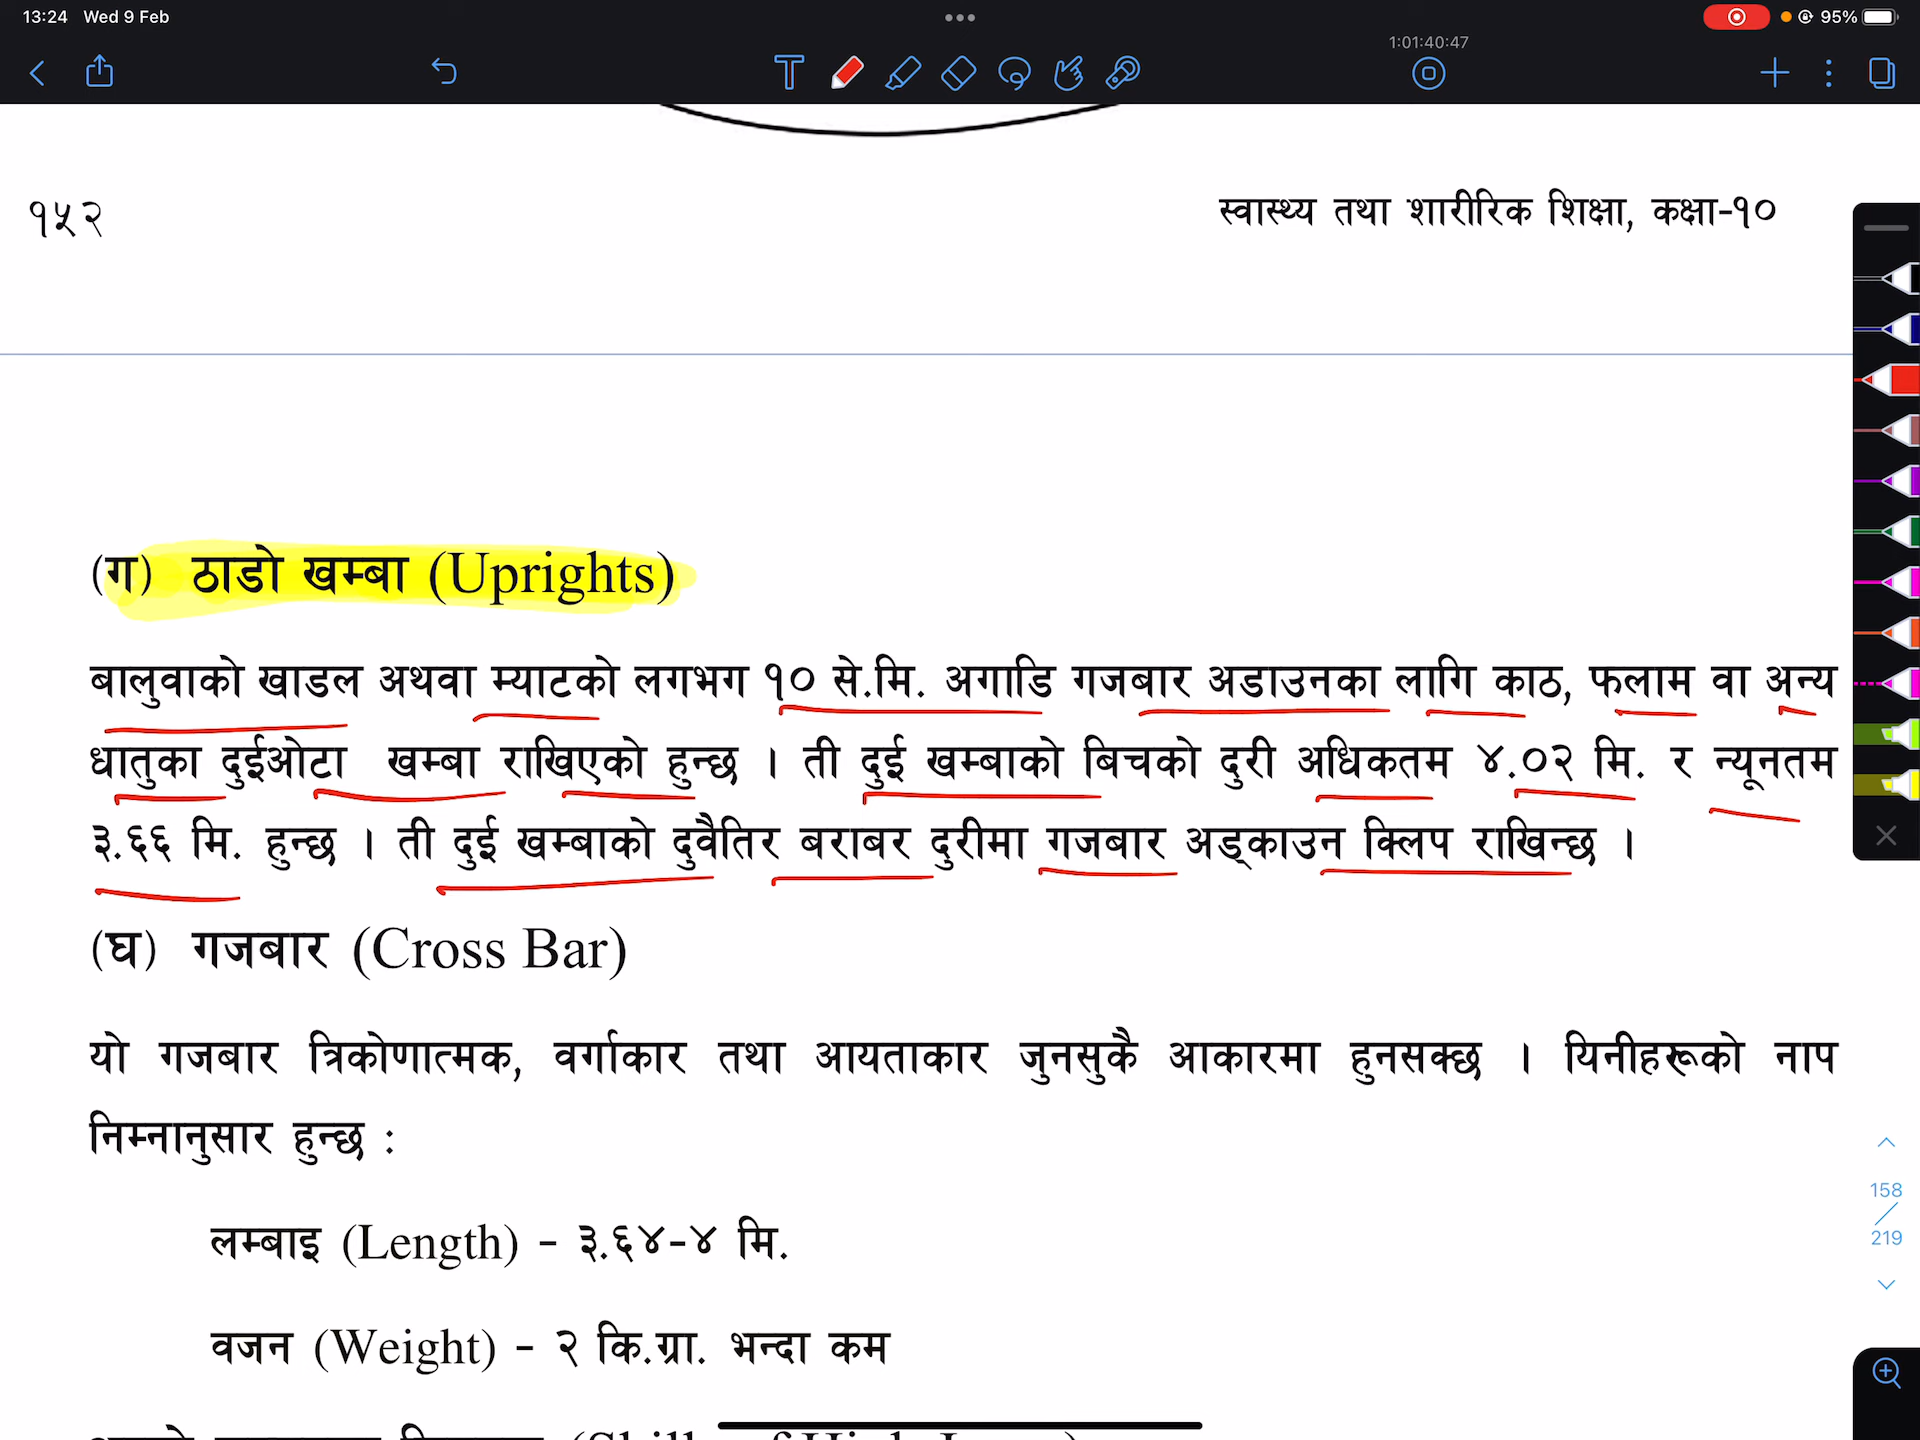 13:24 Wed 9 Feb
95%
1:01:40:47
१५२
स्वास्थ्य तथा शारीरिक शिक्षा, कक्षा-१०
(ग) ठाडो खम्बा (Uprights)
बालुवाको खाडल अथवा म्याटको लगभग १० से.मि. अगाडि गजबार अडाउनका लागि काठ, फलाम वा अन्य
धातुका दुईओटा खम्बा राखिएको हुन्छ । ती दुई खम्बाको बिचको दुरी अधिकतम ४.०२ मि. र न्यूनतम
३.६६ मि. हुन्छ । ती दुई खम्बाको दुवैतिर बराबर दुरीमा गजबार अड्काउन क्लिप राखिन्छ ।
(घ) गजबार (Cross Bar)
यो गजबार त्रिकोणात्मक, वर्गाकार तथा आयताकार जुनसुकै आकारमा हुनसक्छ । यिनीहरूको नाप
निम्नानुसार हुन्छ :
लम्बाइ (Length) - ३.६४-४ मि.
वजन (Weight) - २ कि.ग्रा. भन्दा कम
158
219